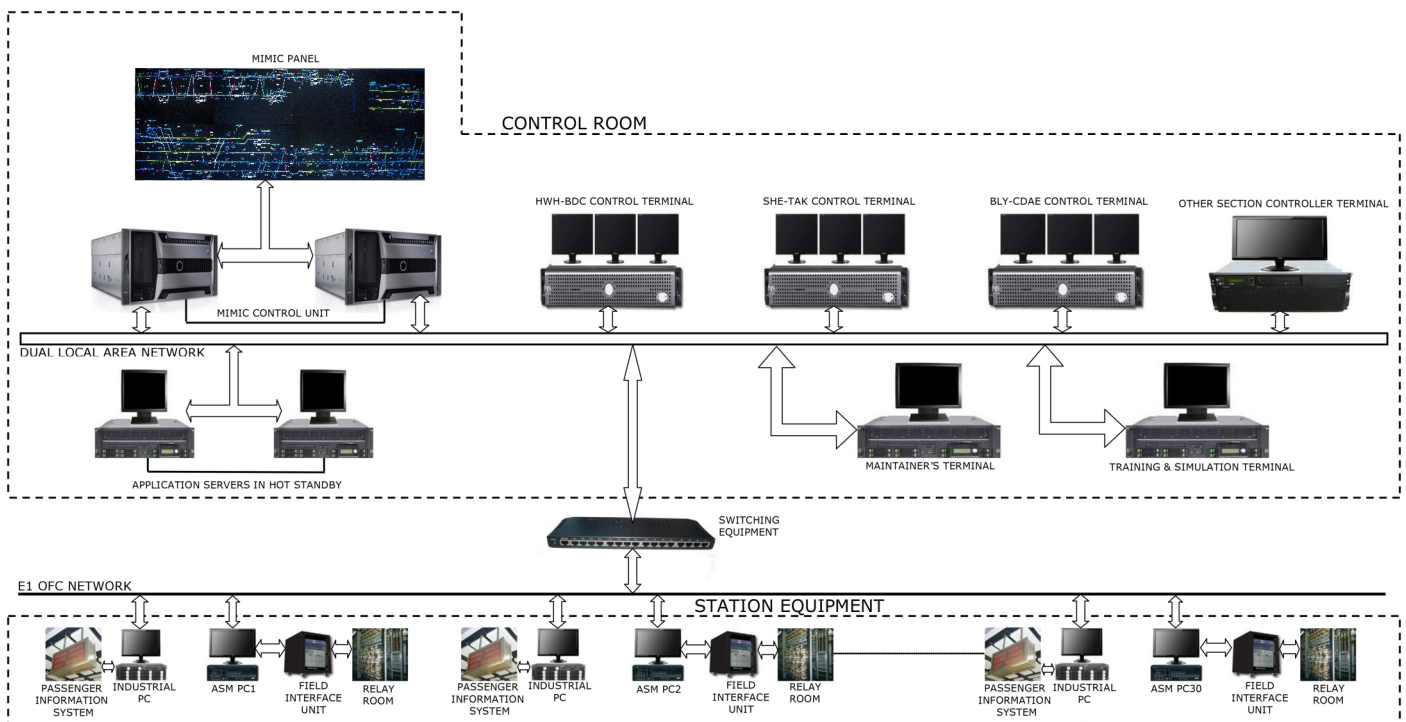 MIMIC PANEL
CONTROL ROOM
HWH-BDC CONTROL TERMINAL
SHE-TAK CONTROL TERMINAL
BLY-CDAE CONTROL TERMINAL
OTHER SECTION CONTROLLER TERMINAL
MIMIC CONTROL UNIT
DUAL LOCAL AREA NETWORK
MAINTAINER'S TERMINAL
TRAINING & SIMULATION TERMINAL
APPLICATION SERVERS IN HOT STANDBY
SWITCHING
EQUIPMENT
E1 OFC NETWORK
STATION EQUIPMENT
PASSENGER
INFORMATION
SYSTEM
INDUSTRIAL
PC
ASM PC1
FIELD
INTERFACE
UNIT
RELAY
ROOM
PASSENGER
INFORMATION
SYSTEM
INDUSTRIAL
PC
ASM PC2
FIELD
INTERFACE
UNIT
RELAY
ROOM
PASSENGER
INFORMATION
SYSTEM
INDUSTRIAL
PC
ASM PC30
FIELD
INTERFACE
UNIT
RELAY
ROOM